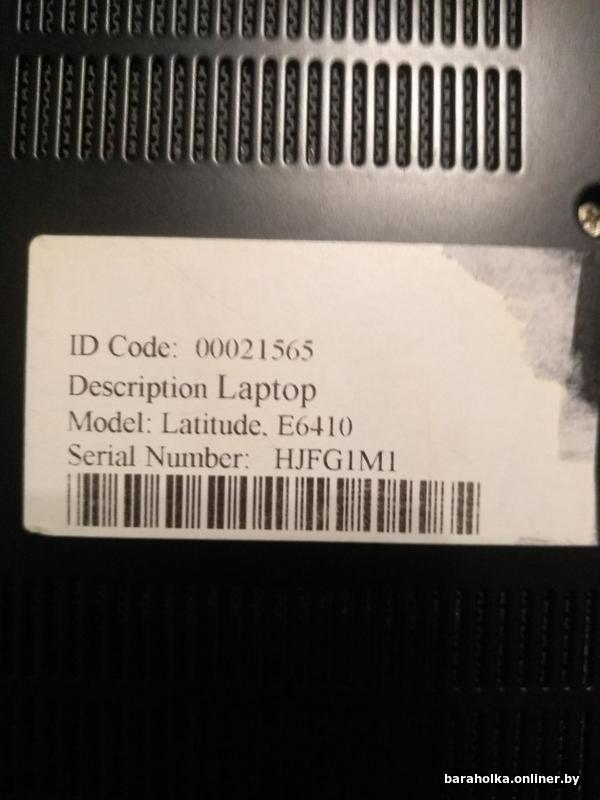 ID Code: 00021565
Description Laptop
Model: Latitude, E6410
Serial Number: HJFG1M1
baraholka.onliner.by